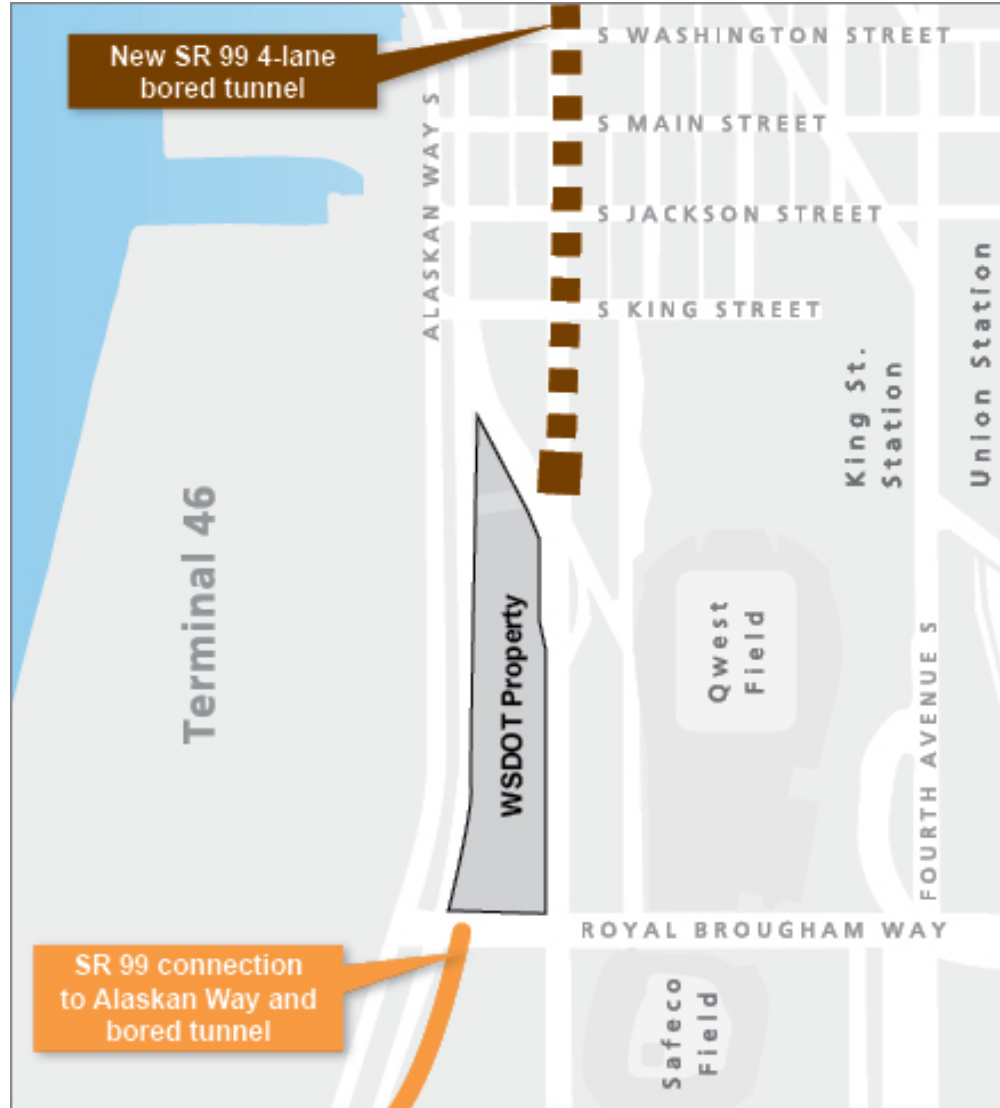 New SR 99 4-lane
bored tunnel
S WASHINGTON STREET
S MAIN STREET
ALASKAN WAY S
S JACKSON STREET
S KING STREET
King St.
Station
Union Station
Terminal 46
WSDOT Property
Qwest
Field
FOURTH AVENUE S
ROYAL BROUGHAM WAY
SR 99 connection
to Alaskan Way and
bored tunnel
Safeco
Field